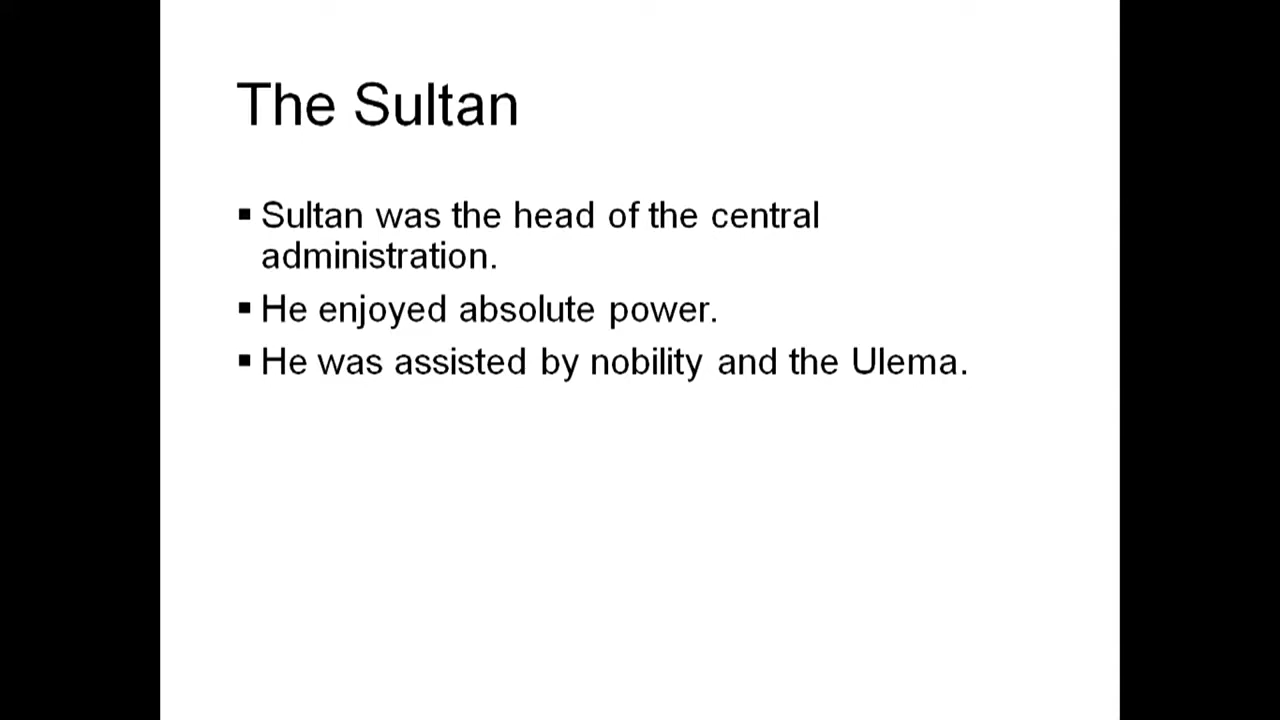 The Sultan
▪ Sultan was the head of the central
administration.
▪ He enjoyed absolute power.
▪ He was assisted by nobility and the Ulema.